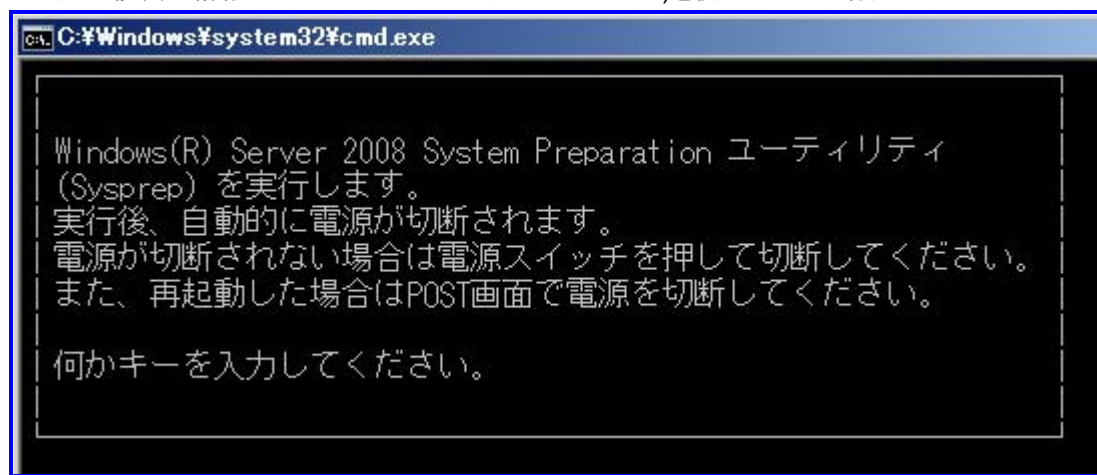 C:¥Windows¥system32¥cmd.exe
Windows(R) Server 2008 System Preparation ユーティリティ
(Sysprep) を実行します。
実行後、自動的に電源が切断されます。
電源が切断されない場合は電源スイッチを押して切断してください。
また、再起動した場合はPOST画面で電源を切断してください。
何かキーを入力してください。